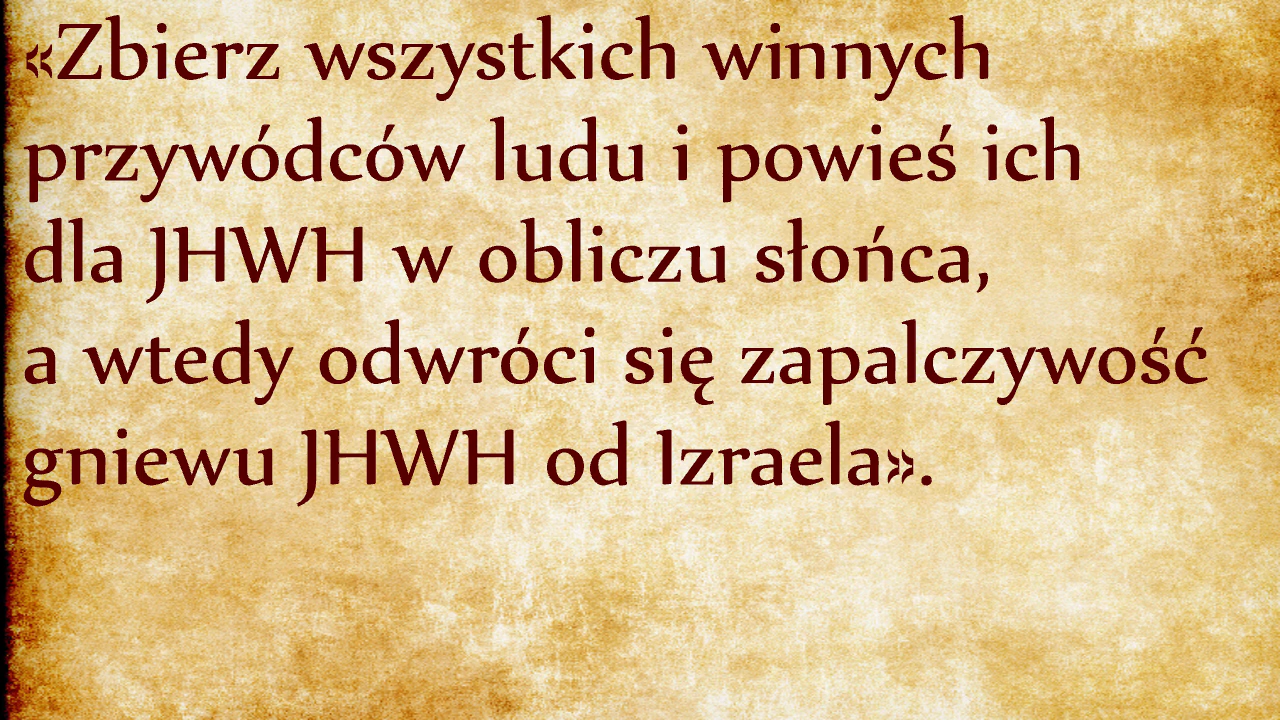 «Zbierz wszystkich winnych
przywódców ludu i powieś ich
dla JHWH w obliczu słońca,
a wtedy odwróci się zapalczywość
gniewu JHWH od Izraela».